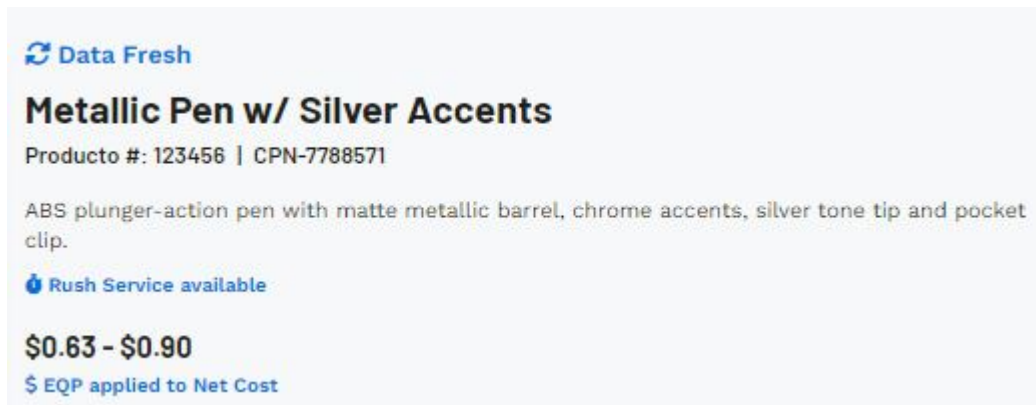 Data Fresh
Metallic Pen w/ Silver Accents
Producto #: 123456 | CPN-7788571
ABS plunger-action pen with matte metallic barrel, chrome accents, silver tone tip and pocket
clip.
Rush Service available
$0.63 - $0.90
$ EQP applied to Net Cost